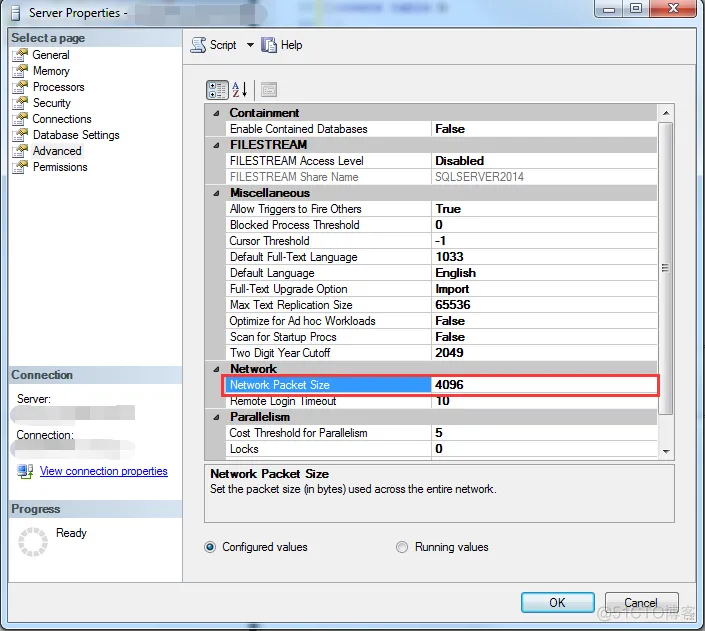 Server Properties -
Select a page
General
Memory
Processors
Security
Connections
Database Settings
Advanced
Permissions
Connection
Server:
Connection:
View connection properties
Progress
Ready
Script Help
Containment
Enable Contained Databases False
FILESTREAM
FILESTREAM Access Level Disabled
FILESTREAM Share Name SQLSERVER2014
Miscellaneous
Allow Triggers to Fire Others True
Blocked Process Threshold 0
Cursor Threshold -1
Default Full-Text Language 1033
Default Language English
Full-Text Upgrade Option Import
Max Text Replication Size 65536
Optimize for Ad hoc Workloads False
Scan for Startup Procs False
Two Digit Year Cutoff 2049
Network
Network Packet Size 4096
Remote Login Timeout 10
Parallelism
Cost Threshold for Parallelism 5
Locks 0
Network Packet Size
Set the packet size (in bytes) used across the entire network.
Configured values Running values
OK Cancel
@51CTO博客